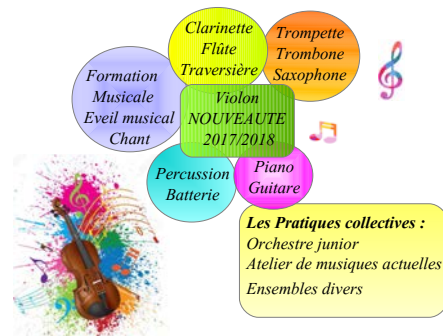 Clarinette
Flûte
Traversière
Trompette
Trombone
Saxophone
Formation
Musicale
Eveil musical
Chant
Violon
NOUVEAUTE
2017/2018
Percussion
Batterie
Piano
Guitare
Les Pratiques collectives :
Orchestre junior
Atelier de musiques actuelles
Ensembles divers